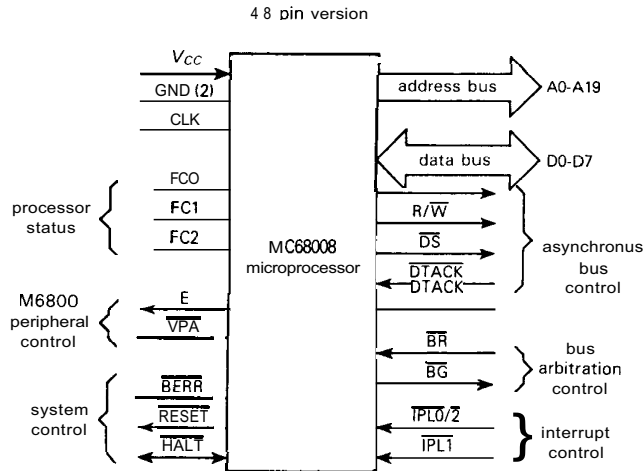 48 pin version
VCC
GND (2)
CLK
FC0
FC1
FC2
processor
status
E
VPA
M6800
peripheral
control
BERR
RESET
HALT
system
control
MC68008
microprocessor
address bus
A0-A19
data bus
D0-D7
R/W
DS
DTACK
DTACK
asynchronus
bus
control
BR
BG
bus
arbitration
control
IPL0/2
IPL1
interrupt
control